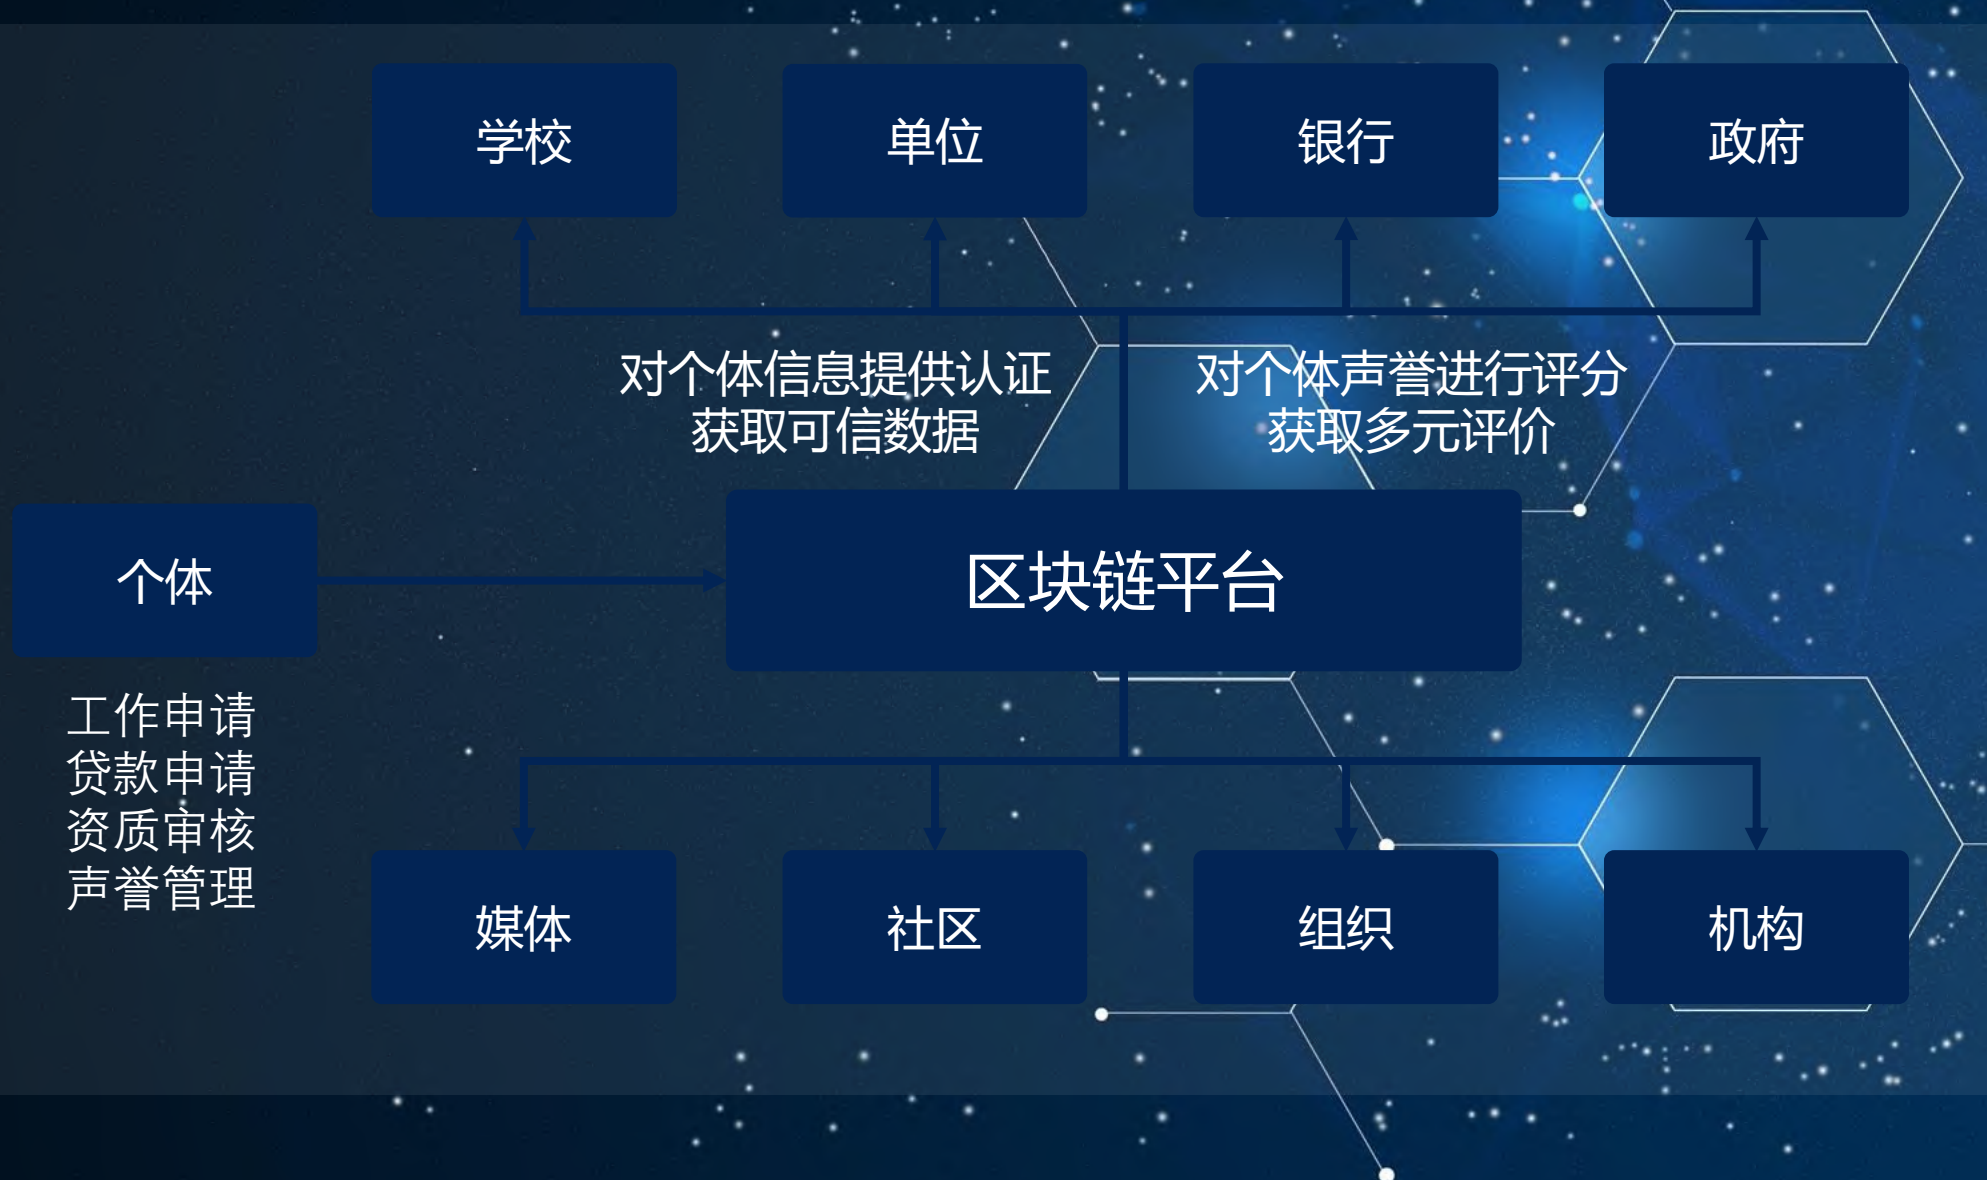 学校
单位
银行
政府
对个体信息提供认证
获取可信数据
对个体声誉进行评分
获取多元评价
个体
区块链平台
工作申请
贷款申请
资质审核
声誉管理
媒体
社区
组织
机构